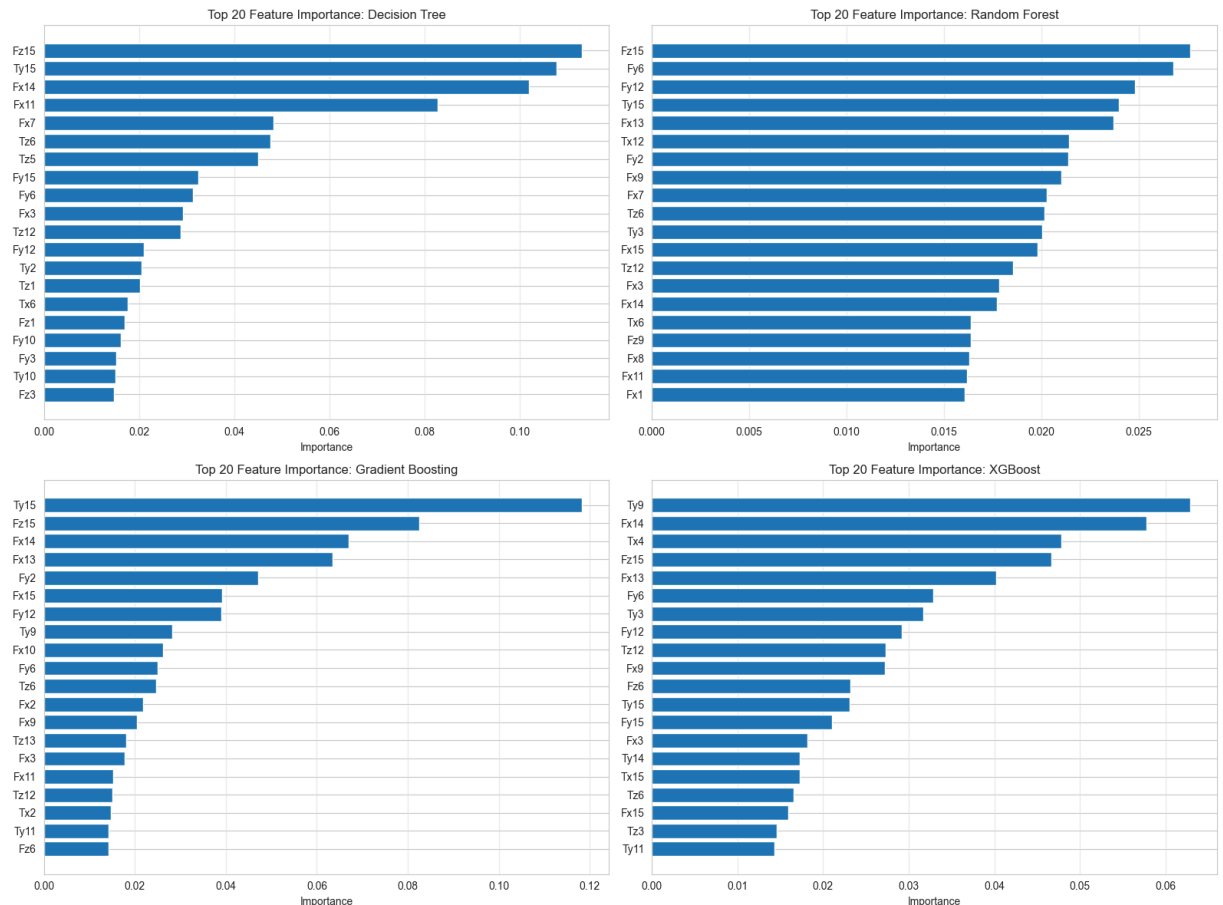 Top 20 Feature Importance: Decision Tree
Fz15
Ty15
Fx14
Fx11
Fx7
Tz6
Tz5
Fy15
Fy6
Fx3
Tz12
Fy12
Ty2
Tz1
Tx6
Fz1
Fy10
Fy3
Ty10
Fz3
0.00 0.02 0.04 0.06 0.08 0.10
Importance
Top 20 Feature Importance: Random Forest
Fz15
Fy6
Fy12
Ty15
Fx13
Tx12
Fy2
Fx9
Fx7
Tz6
Ty3
Fx15
Tz12
Fx3
Fx14
Tx6
Fz9
Fx8
Fx11
Fx1
0.000 0.005 0.010 0.015 0.020 0.025
Importance
Top 20 Feature Importance: Gradient Boosting
Ty15
Fz15
Fx14
Fx13
Fy2
Fx15
Fy12
Ty9
Fx10
Fy6
Tz6
Fx2
Fx9
Tz13
Fx3
Fx11
Tz12
Tx2
Ty11
Fz6
0.00 0.02 0.04 0.06 0.08 0.10 0.12
Importance
Top 20 Feature Importance: XGBoost
Ty9
Fx14
Tx4
Fz15
Fx13
Fy6
Ty3
Fy12
Tz12
Fx9
Fz6
Ty15
Fy15
Fx3
Ty14
Tx15
Tz6
Fx15
Tz3
Ty11
0.00 0.01 0.02 0.03 0.04 0.05 0.06
Importance